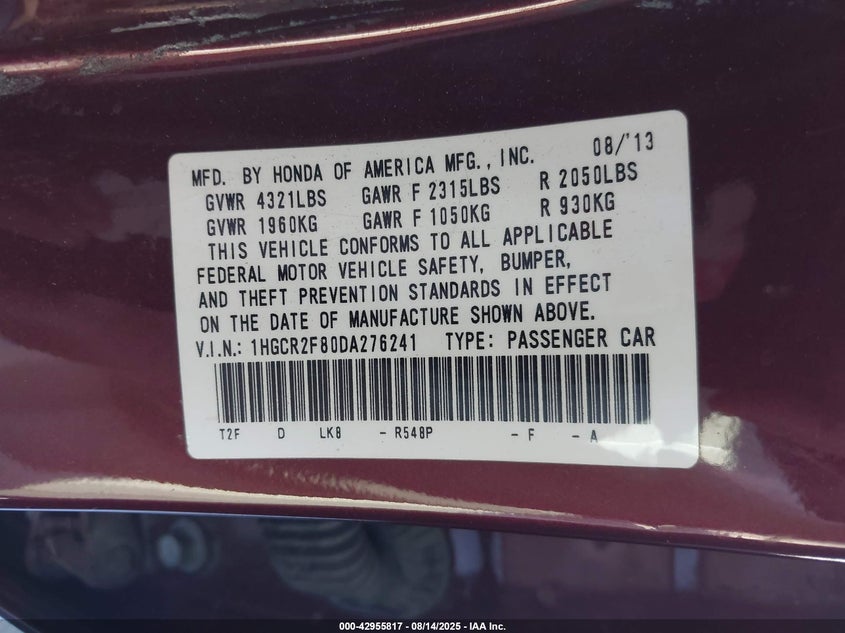 MFD. BY HONDA OF AMERICA MFG., INC. 08/'13
GVWR 4321LBS GAWR F 2315LBS R 2050LBS
GVWR 1960KG GAWR F 1050KG R 930KG
THIS VEHICLE CONFORMS TO ALL APPLICABLE
FEDERAL MOTOR VEHICLE SAFETY, BUMPER,
AND THEFT PREVENTION STANDARDS IN EFFECT
ON THE DATE OF MANUFACTURE SHOWN ABOVE.
V.I.N.: 1HGCR2F80DA276241 TYPE: PASSENGER CAR
T2F D LK8 - R548P - F - A
000-42955817 - 08/14/2025 - IAA Inc.